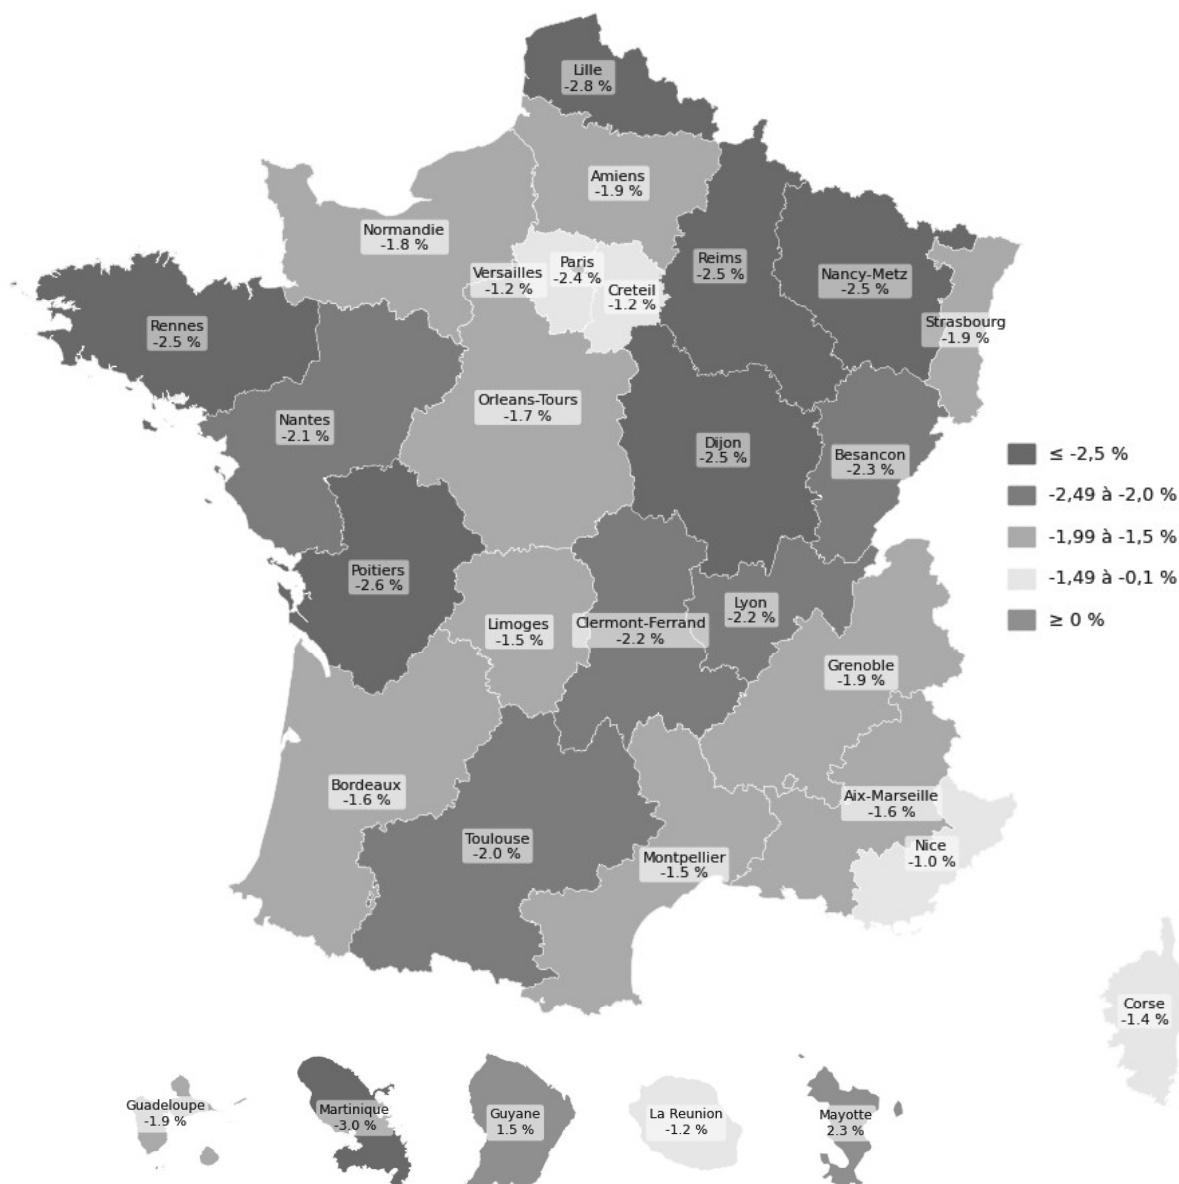 Lille
-2.8 %
Amiens
-1.9 %
Normandie
-1.8 %
Versailles
-1.2 %
Paris
-2.4 %
Creteil
-1.2 %
Reims
-2.5 %
Nancy-Metz
-2.5 %
Strasbourg
-1.9 %
Rennes
-2.5 %
Nantes
-2.1 %
Orleans-Tours
-1.7 %
Dijon
-2.5 %
Besancon
-2.3 %
≤ -2,5 %
-2,49 à -2,0 %
-1,99 à -1,5 %
-1,49 à -0,1 %
≥ 0 %
Poitiers
-2.6 %
Limoges
-1.5 %
Clermont-Ferrand
-2.2 %
Lyon
-2.2 %
Grenoble
-1.9 %
Bordeaux
-1.6 %
Toulouse
-2.0 %
Montpellier
-1.5 %
Aix-Marseille
-1.6 %
Nice
-1.0 %
Corse
-1.4 %
Guadeloupe
-1.9 %
Martinique
-3.0 %
Guyane
1.5 %
La Reunion
-1.2 %
Mayotte
2.3 %